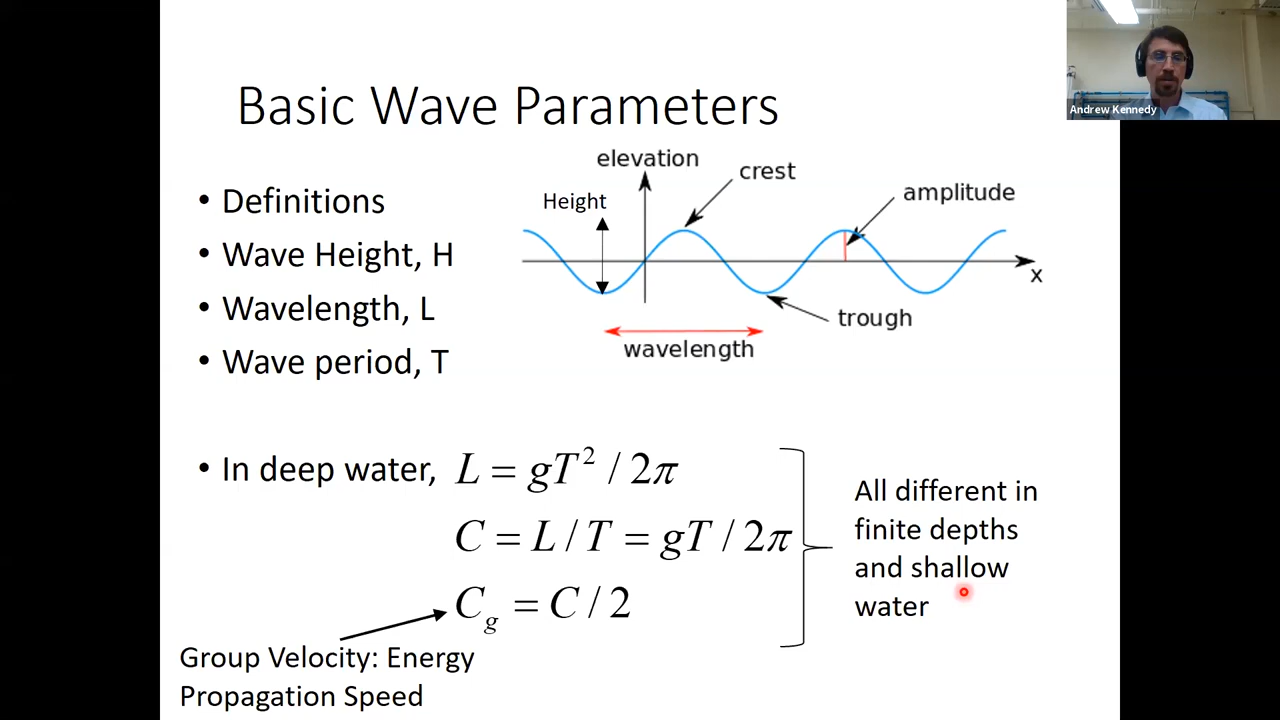 Andrew Kennedy
Basic Wave Parameters
• Definitions
• Wave Height, H
• Wavelength, L
• Wave period, T
elevation
Height
crest
amplitude
x
trough
wavelength
• In deep water, L = gT² / 2π
C = L / T = gT / 2π
C_g = C / 2
All different in
finite depths
and shallow
water
Group Velocity: Energy
Propagation Speed